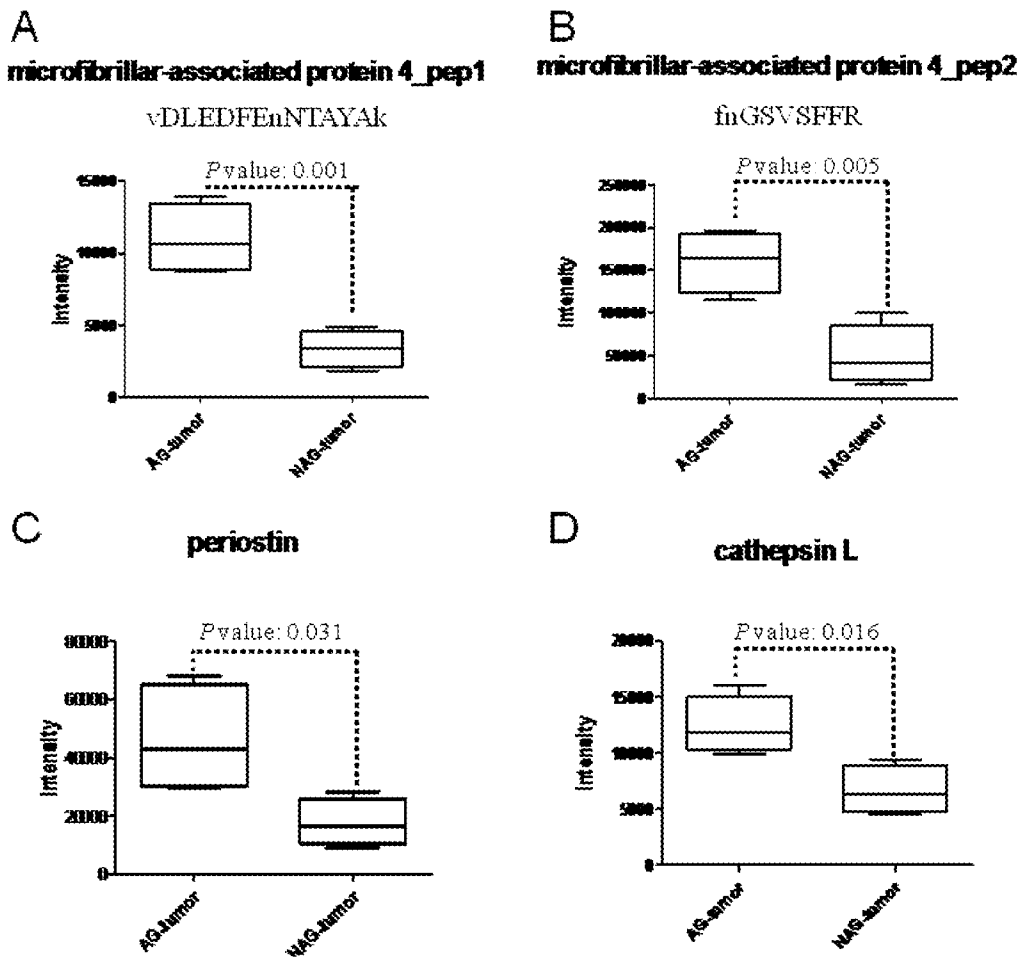 A
microfibrillar-associated protein 4_pep1
vDLEDFEnNTAYAk
P value: 0.001
15000
10000
5000
0
Intensity
AG-tumor
NAG-tumor
B
microfibrillar-associated protein 4_pep2
fnGSVSFFR
P value: 0.005
250000
200000
150000
100000
50000
0
Intensity
AG-tumor
NAG-tumor
C
periostin
P value: 0.031
80000
60000
40000
20000
0
Intensity
AG-tumor
NAG-tumor
D
cathepsin L
P value: 0.016
20000
15000
10000
5000
0
Intensity
AG-tumor
NAG-tumor